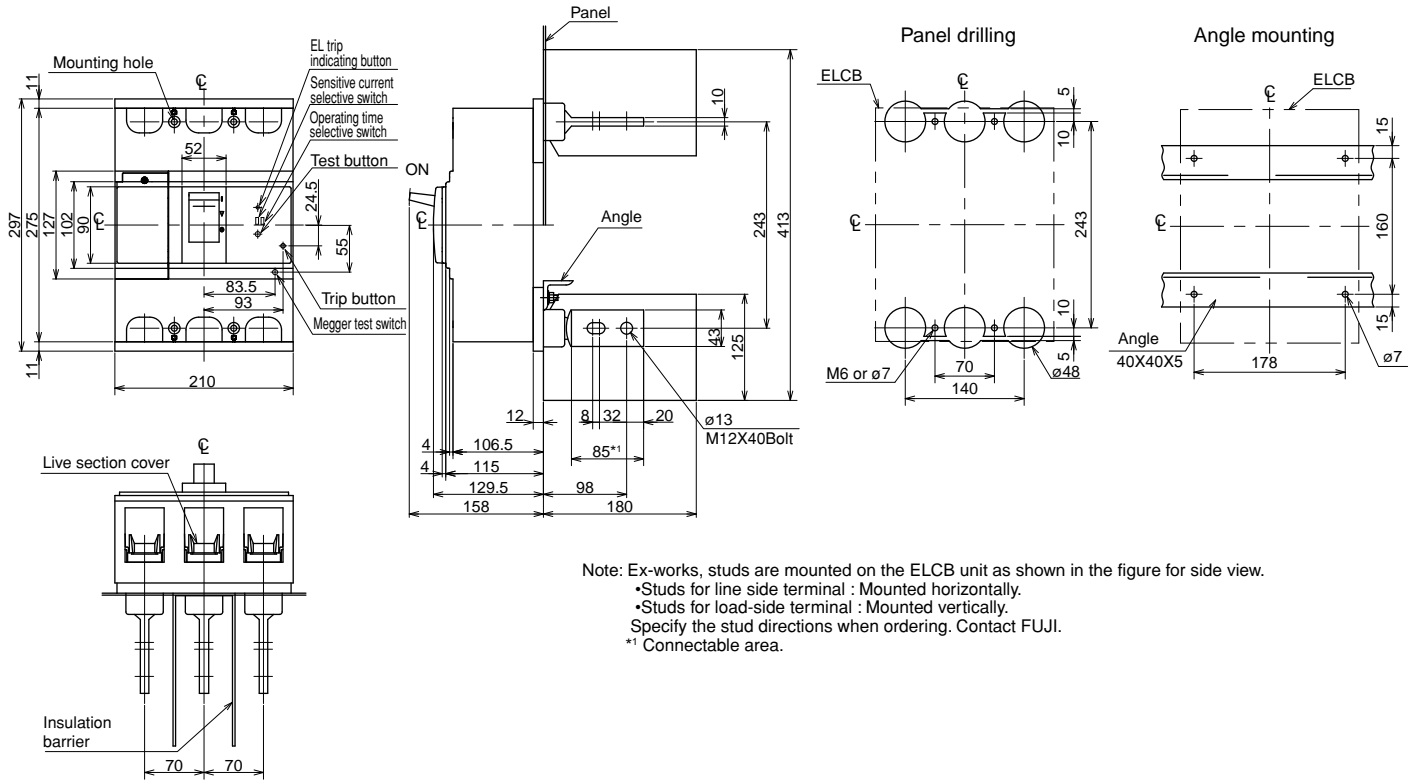 Mounting hole
EL trip
indicating button
Sensitive current
selective switch
Operating time
selective switch
Test button
Trip button
Megger test switch
11
297
275
127
102
90
52
24.5
55
83.5
93
11
210
℄
℄
Panel
ON
℄
10
243
413
Angle
43
125
12
8
32
20
ø13
M12X40Bolt
4
106.5
85*1
4
115
129.5
98
158
180
Panel drilling
ELCB
℄
5
10
℄
243
10
5
M6 or ø7
70
ø48
140
Angle mounting
ELCB
℄
15
℄
160
15
Angle
40X40X5
178
ø7
℄
Live section cover
Insulation
barrier
70
70
Note: Ex-works, studs are mounted on the ELCB unit as shown in the figure for side view.
•Studs for line side terminal : Mounted horizontally.
•Studs for load-side terminal : Mounted vertically.
Specify the stud directions when ordering. Contact FUJI.
*1 Connectable area.